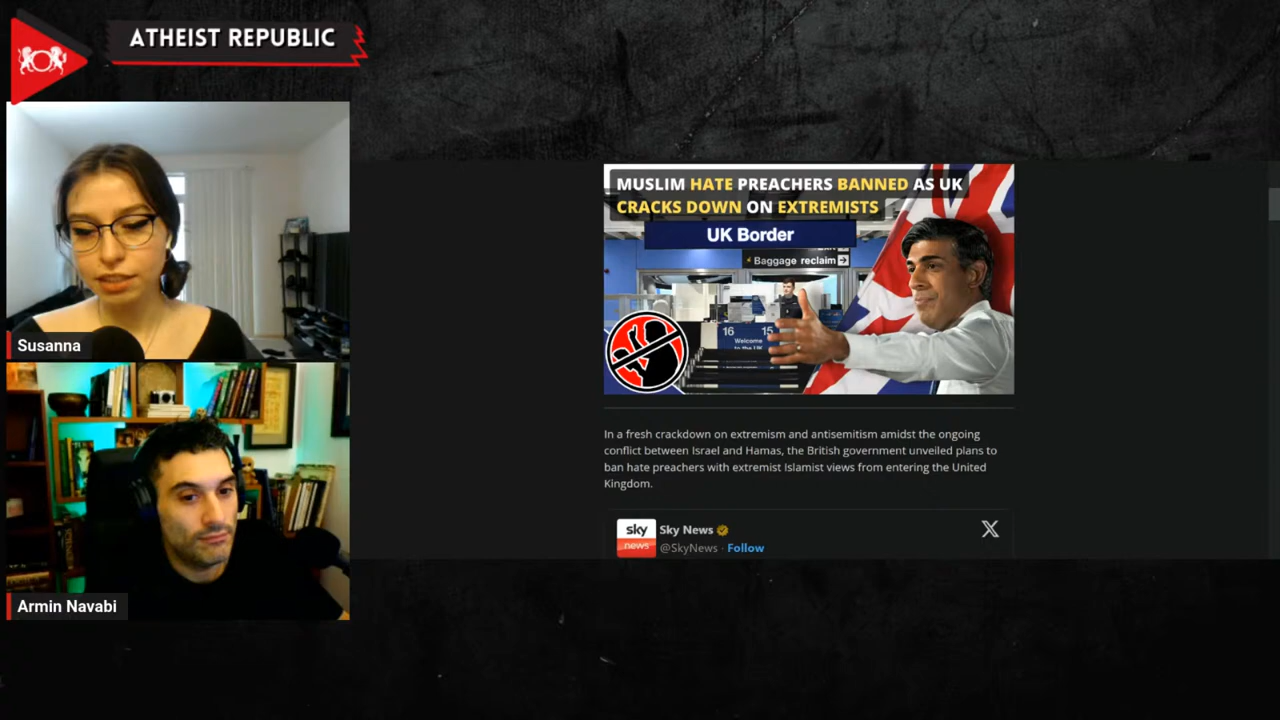 ATHEIST REPUBLIC
Susanna
Armin Navabi
MUSLIM HATE PREACHERS BANNED AS UK
CRACKS DOWN ON EXTREMISTS
UK Border
Baggage reclaim
16 15
Welcome
to the UK
In a fresh crackdown on extremism and antisemitism amidst the ongoing
conflict between Israel and Hamas, the British government unveiled plans to
ban hate preachers with extremist Islamist views from entering the United
Kingdom.
sky
news
Sky News
@SkyNews · Follow
X